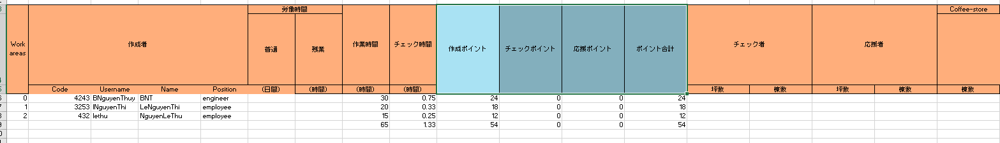 労働時間 Coffee-store
Work areas 作成者 普通 残業 作業時間 チェック時間 作成ポイント チェックポイント 応援ポイント ポイント合計 チェック者 応援者
Code Username Name Position (日間) (時間) (時間) (時間) 坪数 棟数 坪数 棟数 棟数
0 4243 BNguyenThuy BNT engineer 30 0.75 24 0 0 24
1 3253 lNguyenThi LeNguyenThi employee 20 0.33 18 0 0 18
2 432 lethu NguyenLeThu employee 15 0.25 12 0 0 12
65 1.33 54 0 0 54